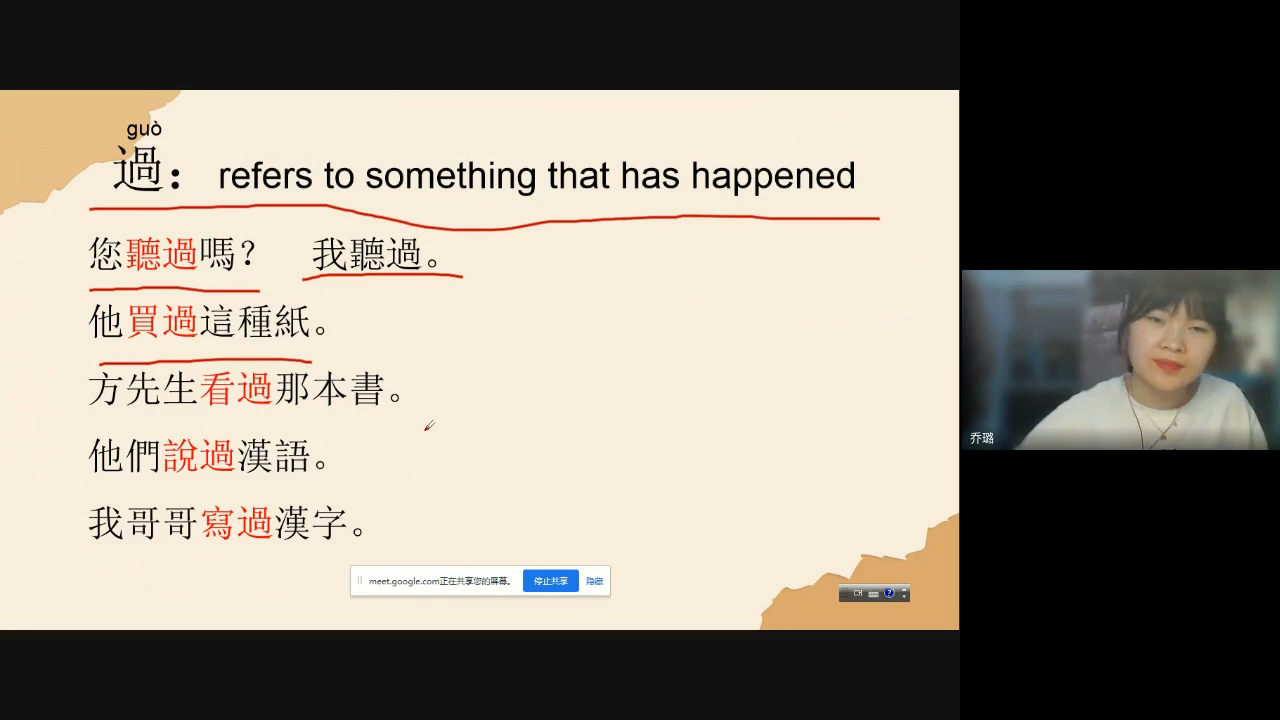 guò
過：refers to something that has happened
您聽過嗎？ 我聽過。
他買過這種紙。
方先生看過那本書。
他們說過漢語。
我哥哥寫過漢字。
meet.google.com正在共享您的屏幕。 停止共享 隐藏
CH
乔璐